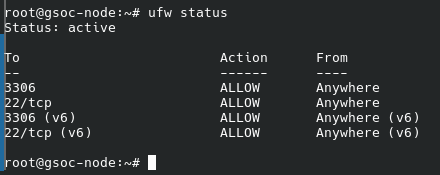 root@gsoc-node:~# ufw status
Status: active
To                         Action      From
--                         ------      ----
3306                       ALLOW       Anywhere
22/tcp                     ALLOW       Anywhere
3306 (v6)                  ALLOW       Anywhere (v6)
22/tcp (v6)                ALLOW       Anywhere (v6)
root@gsoc-node:~#